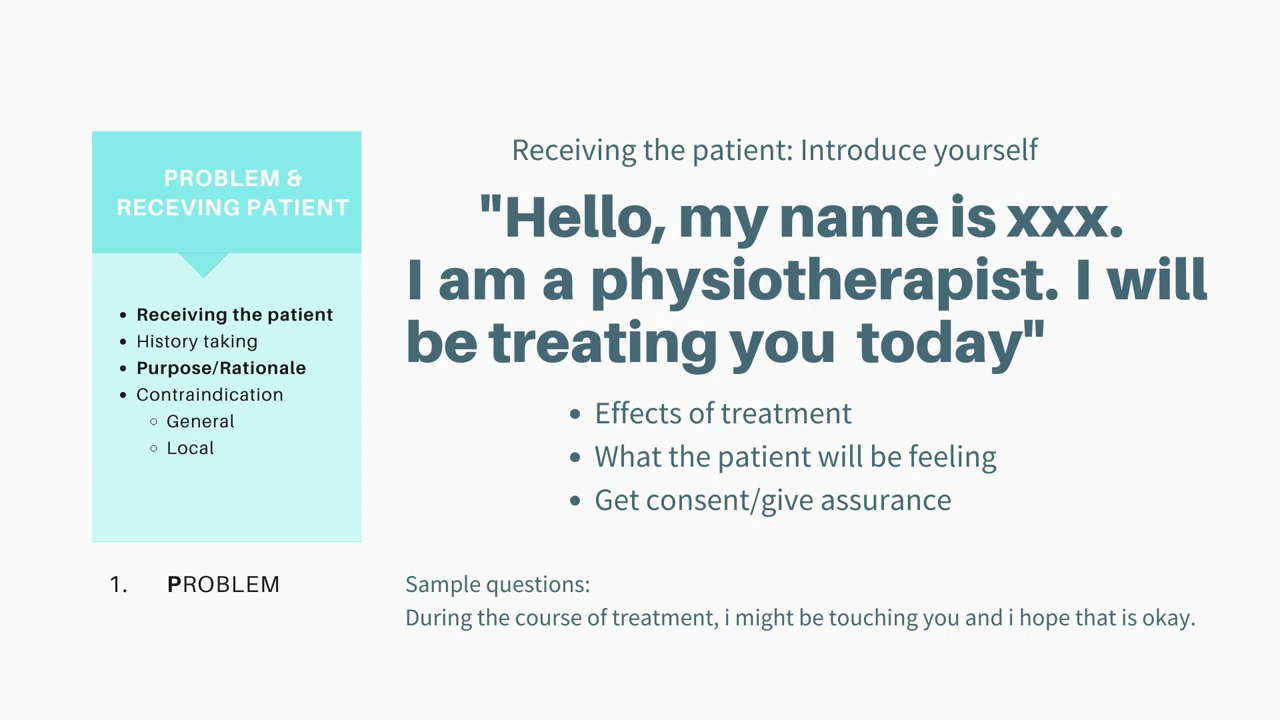 PROBLEM &
RECEVING PATIENT
• Receiving the patient
• History taking
• Purpose/Rationale
• Contraindication
◦ General
◦ Local
1. PROBLEM
Receiving the patient: Introduce yourself
"Hello, my name is xxx.
I am a physiotherapist. I will
be treating you today"
• Effects of treatment
• What the patient will be feeling
• Get consent/give assurance
Sample questions:
During the course of treatment, i might be touching you and i hope that is okay.